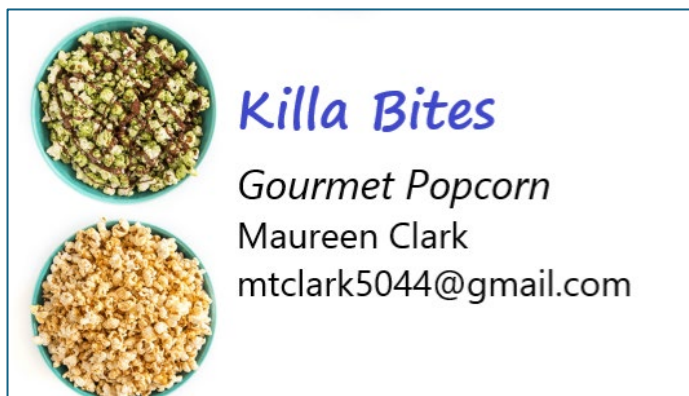 Killa Bites
Gourmet Popcorn
Maureen Clark
mtclark5044@gmail.com